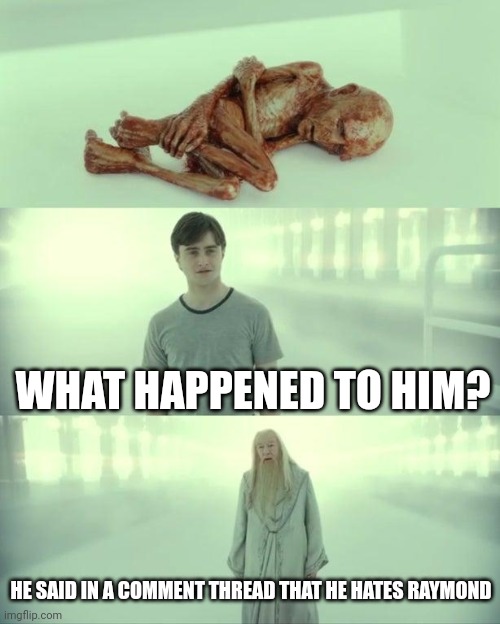 WHAT HAPPENED TO HIM?
HE SAID IN A COMMENT THREAD THAT HE HATES RAYMOND
imgflip.com